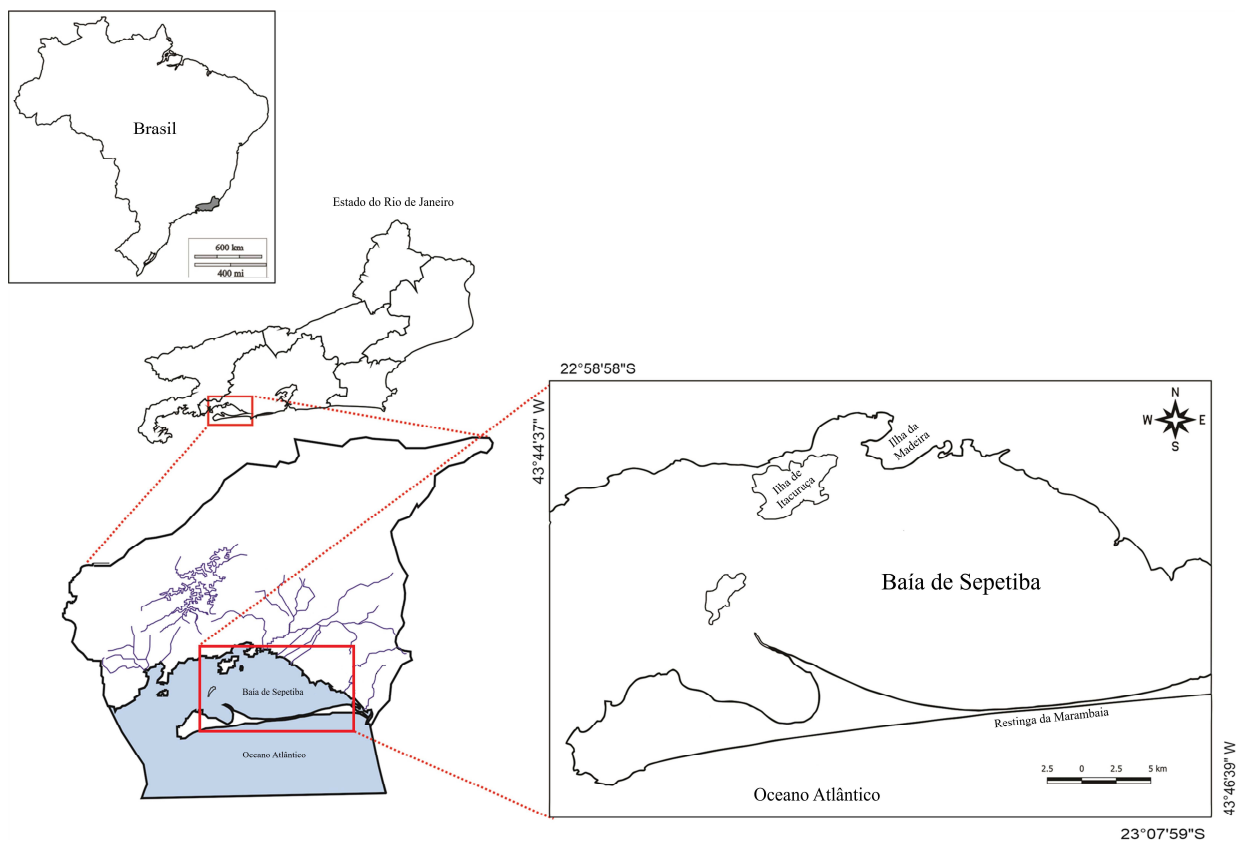 Brasil
600 km
400 mi
Estado do Rio de Janeiro
22°58'58"S
43°44'37" W
N
W
E
S
Ilha da
Madeira
Ilha de
Itacuruça
Baía de Sepetiba
Restinga da Marambaia
2.5 0 2.5 5 km
Oceano Atlântico
43°46'39" W
23°07'59"S
Baia de Sepetiba
Oceano Atlântico